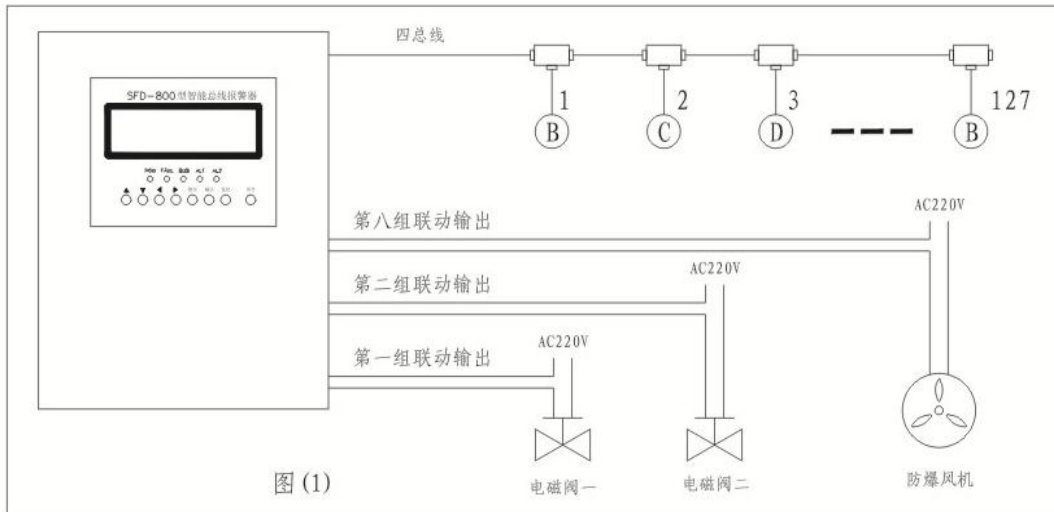 四总线
1
2
3
127
B
C
D
B
SFD-800型智能总线报警器
AL1
AC220V
第八组联动输出
AC220V
第二组联动输出
AC220V
第一组联动输出
图(1)
电磁阀一
电磁阀二
防爆风机